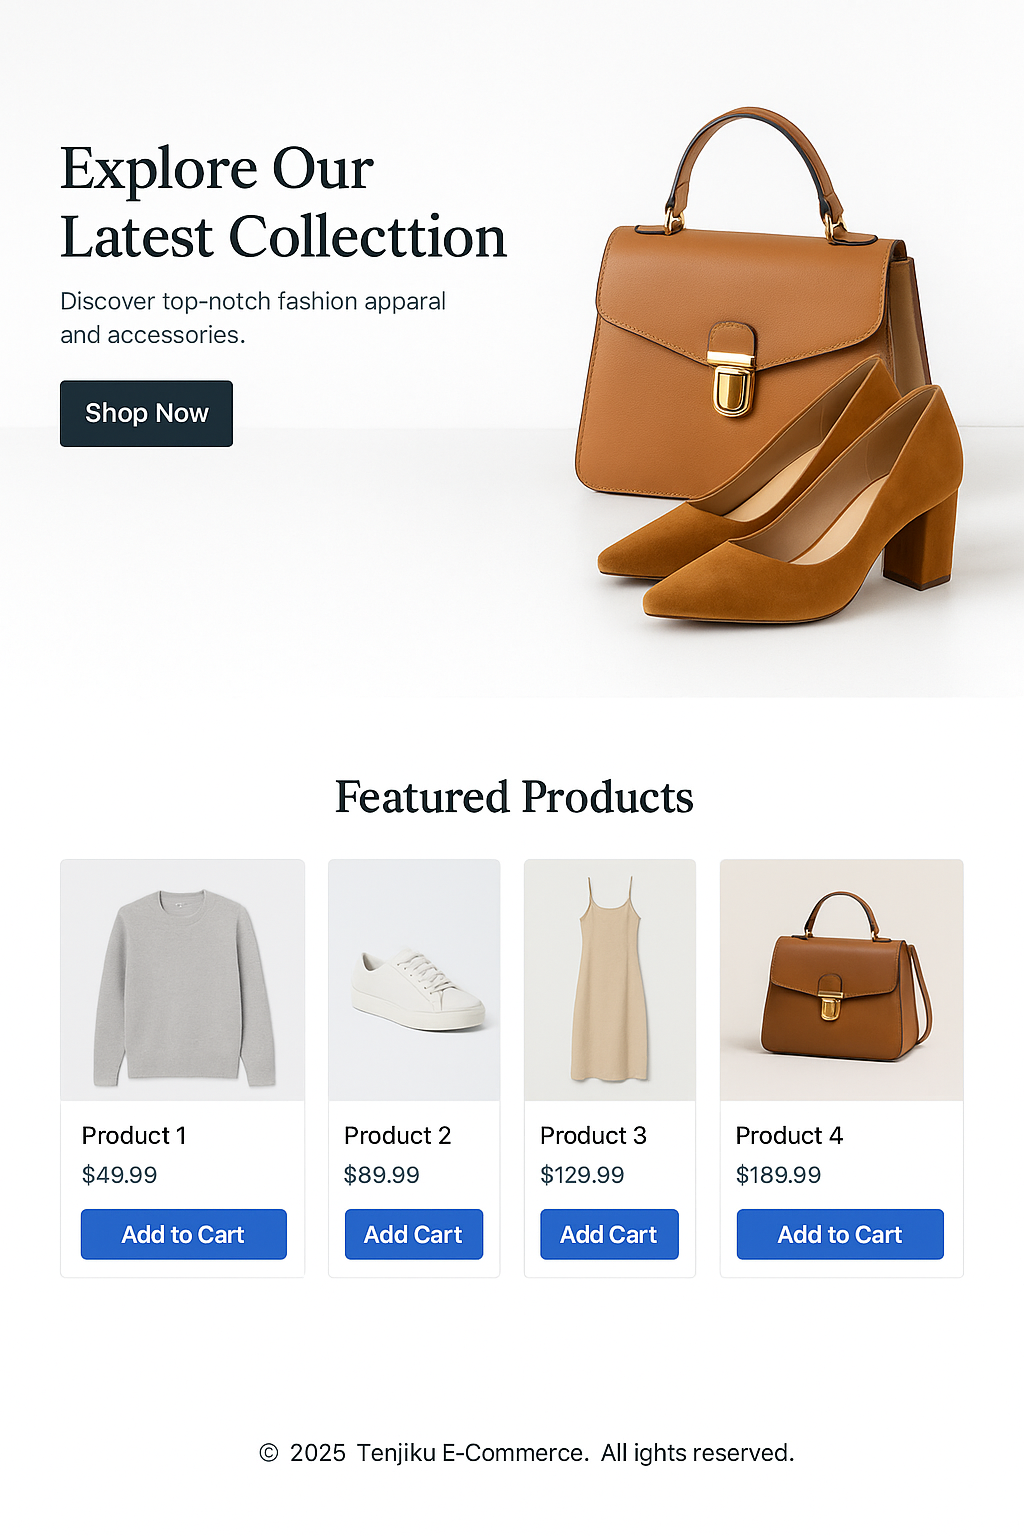 Explore Our
Latest Collecttion
Discover top-notch fashion apparal
and accessories.
Shop Now
Featured Products
Product 1
$49.99
Add to Cart
Product 2
$89.99
Add Cart
Product 3
$129.99
Add Cart
Product 4
$189.99
Add to Cart
© 2025 Tenjiku E-Commerce. All ights reserved.